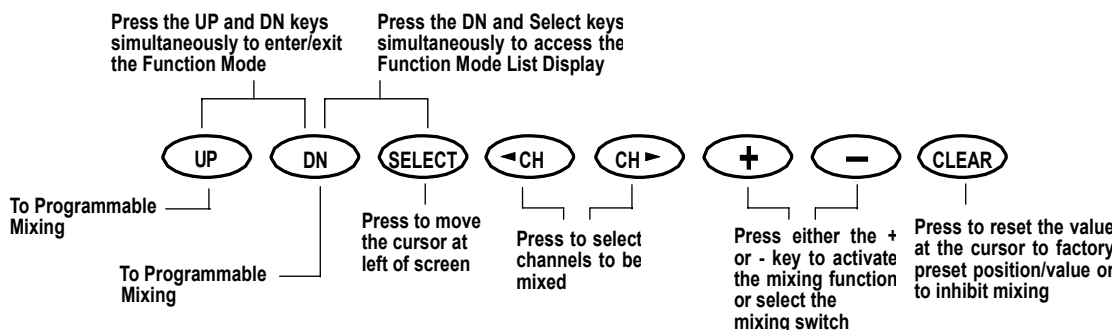 Press the UP and DN keys
simultaneously to enter/exit
the Function Mode
Press the DN and Select keys
simultaneously to access the
Function Mode List Display
UP
DN
SELECT
◄CH
CH►
+
−
CLEAR
To Programmable
Mixing
To Programmable
Mixing
Press to move
the cursor at
left of screen
Press to select
channels to be
mixed
Press either the +
or - key to activate
the mixing function
or select the
mixing switch
Press to reset the value
at the cursor to factory
preset position/value or
to inhibit mixing